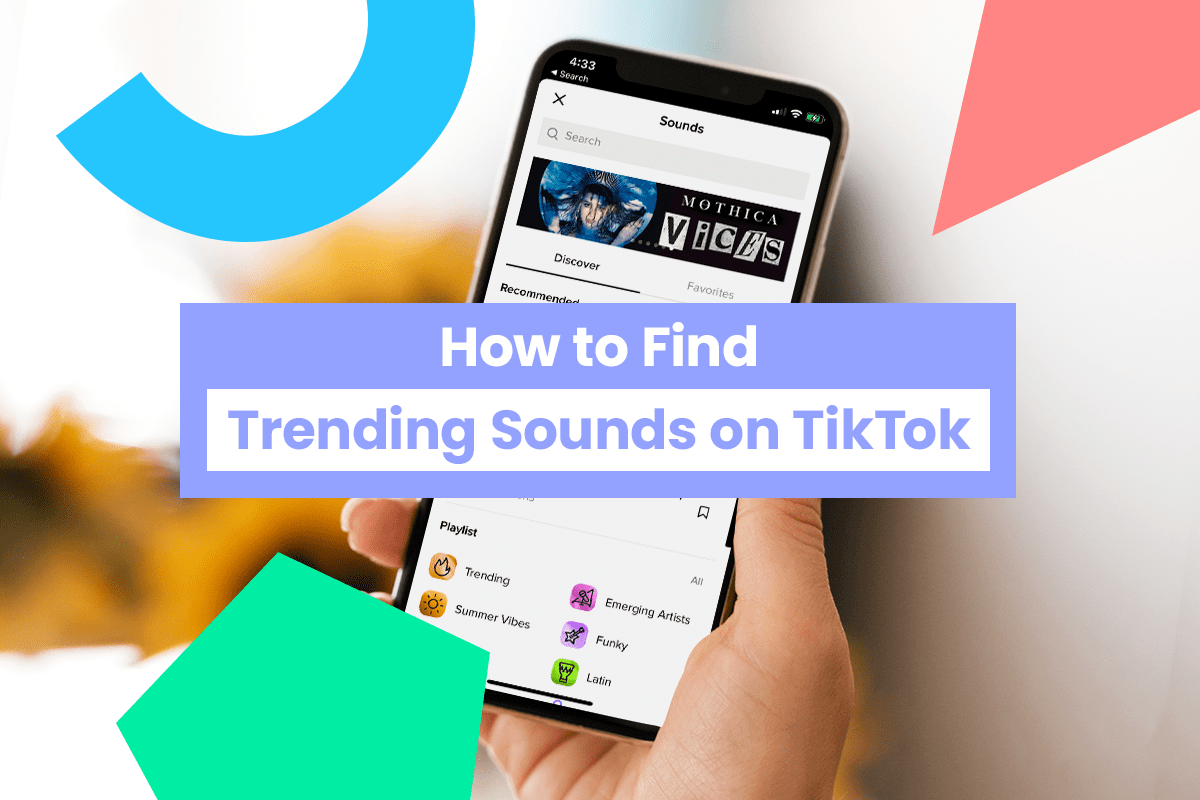 4:33
Search
Sounds
Search
MOTHICA
ViCES
Discover
Favorites
Recommended
How to Find
Trending Sounds on TikTok
Playlist
All
Trending
Emerging Artists
Summer Vibes
Funky
Latin